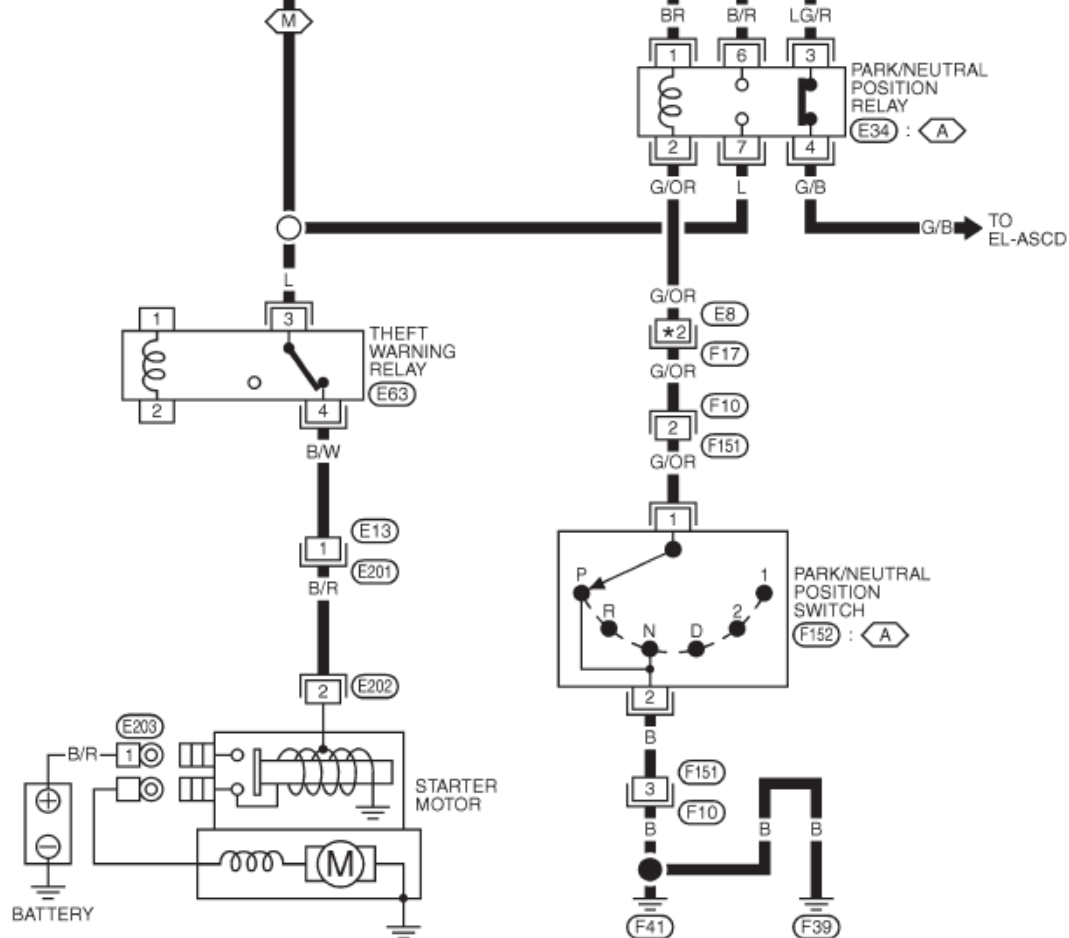 M
BR B/R LG/R
1 6 3
PARK/NEUTRAL
POSITION
RELAY
E34 : A
2 7 4
G/OR L G/B
G/B TO
EL-ASCD
L
G/OR
E8
*2
F17
G/OR
1 3
THEFT
WARNING
RELAY
E63
2 4
F10
2
F151
G/OR
B/W
1
E13
1
E201
B/R
P R N D 2 1
PARK/NEUTRAL
POSITION
SWITCH
F152 : A
2
E202
2
B
E203
B/R 1
STARTER
MOTOR
F151
3
F10
B B B
M
BATTERY
F41 F39